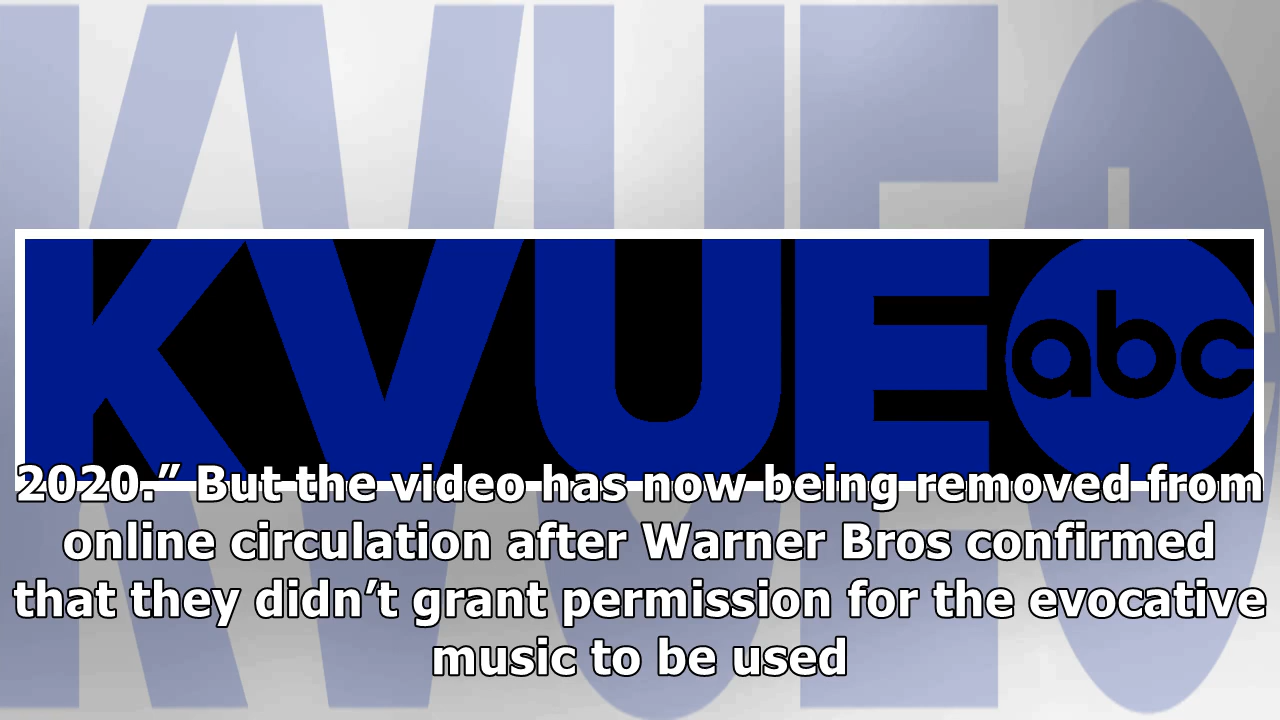 KVUE abc
2020.” But the video has now being removed from
online circulation after Warner Bros confirmed
that they didn’t grant permission for the evocative
music to be used